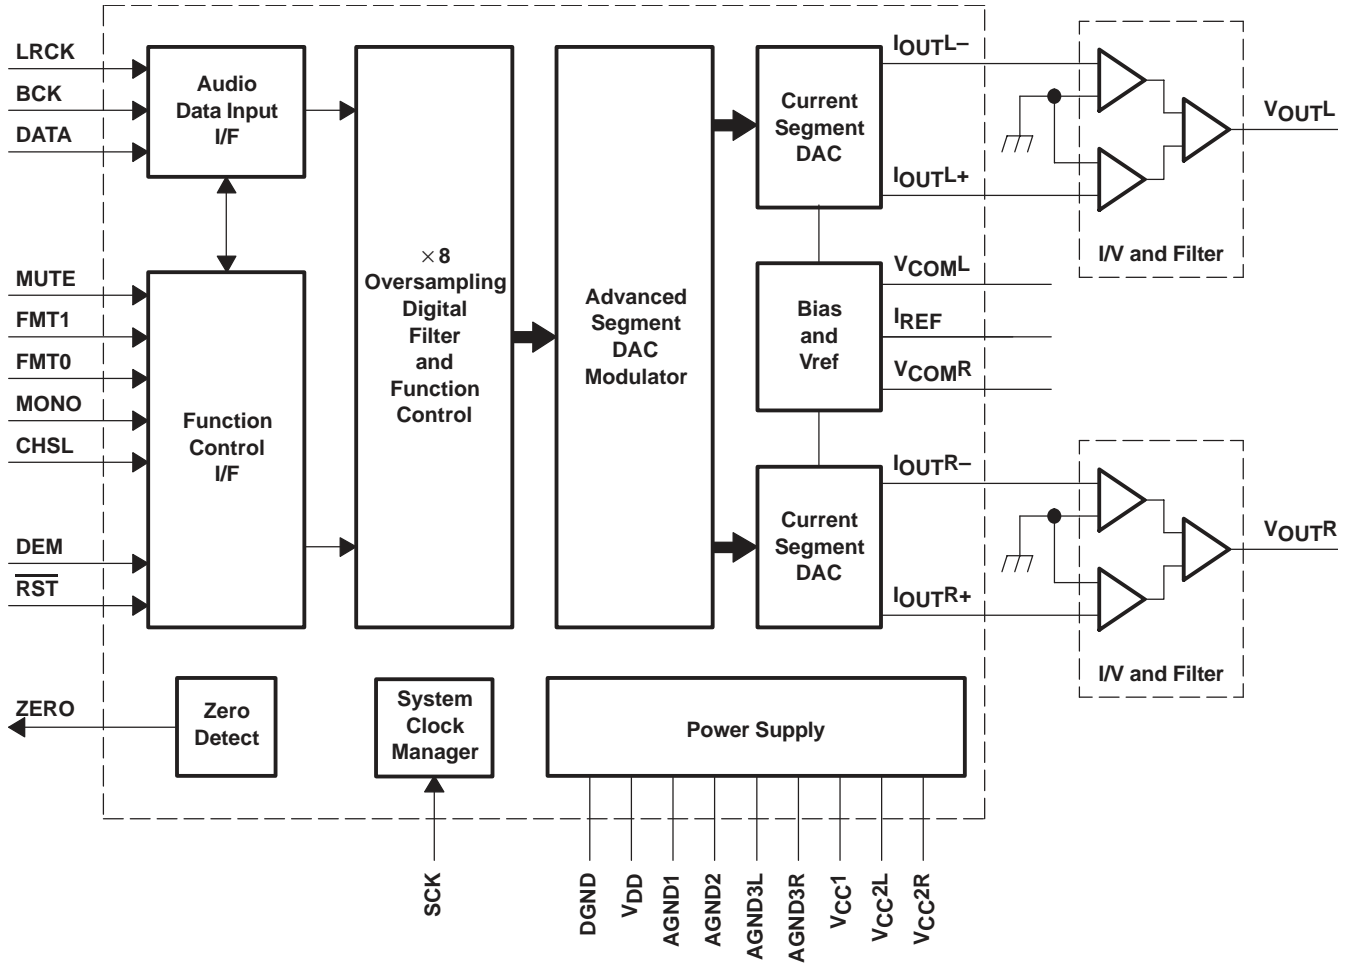 LRCK
BCK
DATA
Audio
Data Input
I/F
MUTE
FMT1
FMT0
MONO
CHSL
DEM
RST
Function
Control
I/F
× 8
Oversampling
Digital
Filter
and
Function
Control
Advanced
Segment
DAC
Modulator
Current
Segment
DAC
IOUTL–
IOUTL+
Bias
and
Vref
VCOML
IREF
VCOMR
Current
Segment
DAC
IOUTR–
IOUTR+
VOUTL
I/V and Filter
VOUTR
I/V and Filter
ZERO
Zero
Detect
System
Clock
Manager
Power Supply
SCK
DGND
VDD
AGND1
AGND2
AGND3L
AGND3R
VCC1
VCC2L
VCC2R